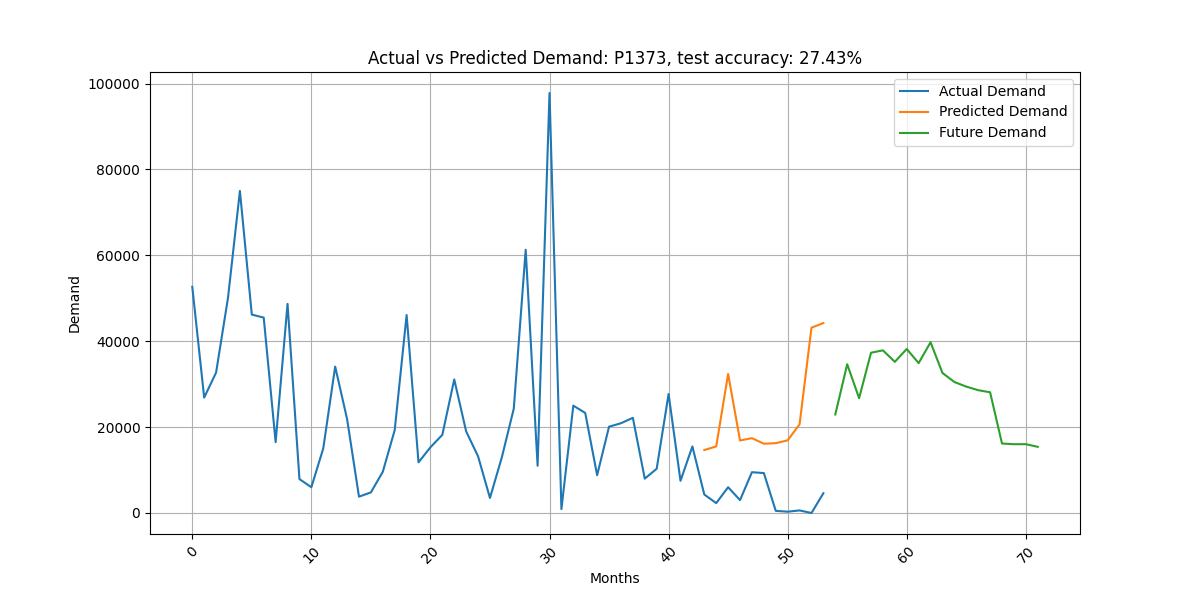 Actual vs Predicted Demand: P1373, test accuracy: 27.43%
Actual Demand
Predicted Demand
Future Demand
Demand
100000
80000
60000
40000
20000
0
0 10 20 30 40 50 60 70
Months